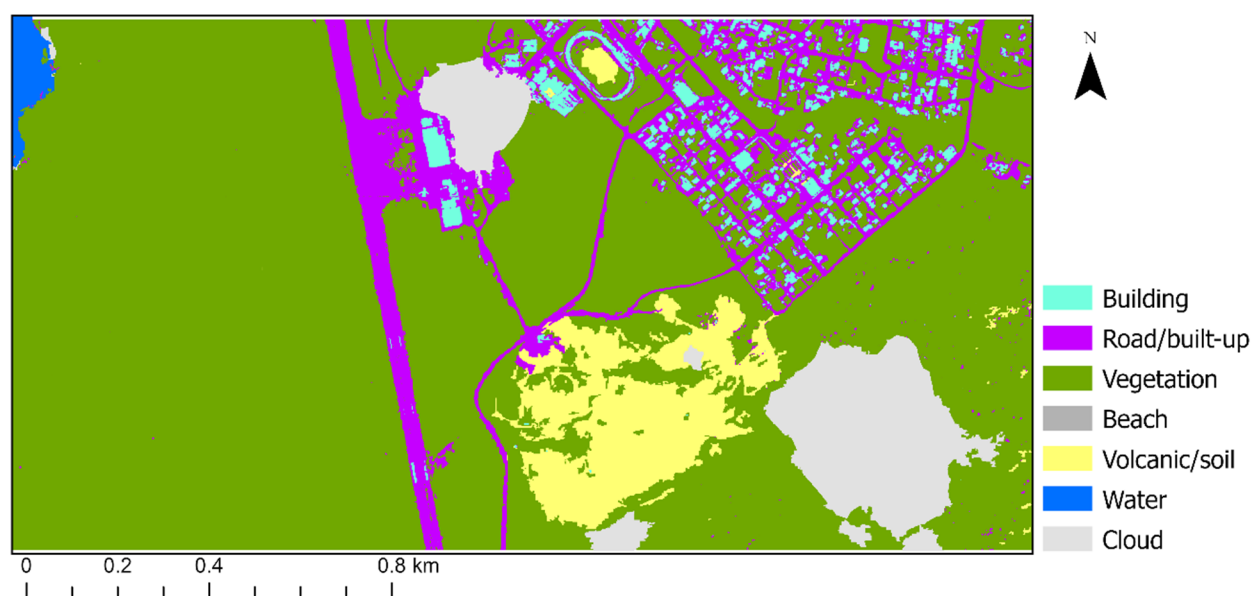 N
Building
Road/built-up
Vegetation
Beach
Volcanic/soil
Water
Cloud
0 0.2 0.4 0.8 km